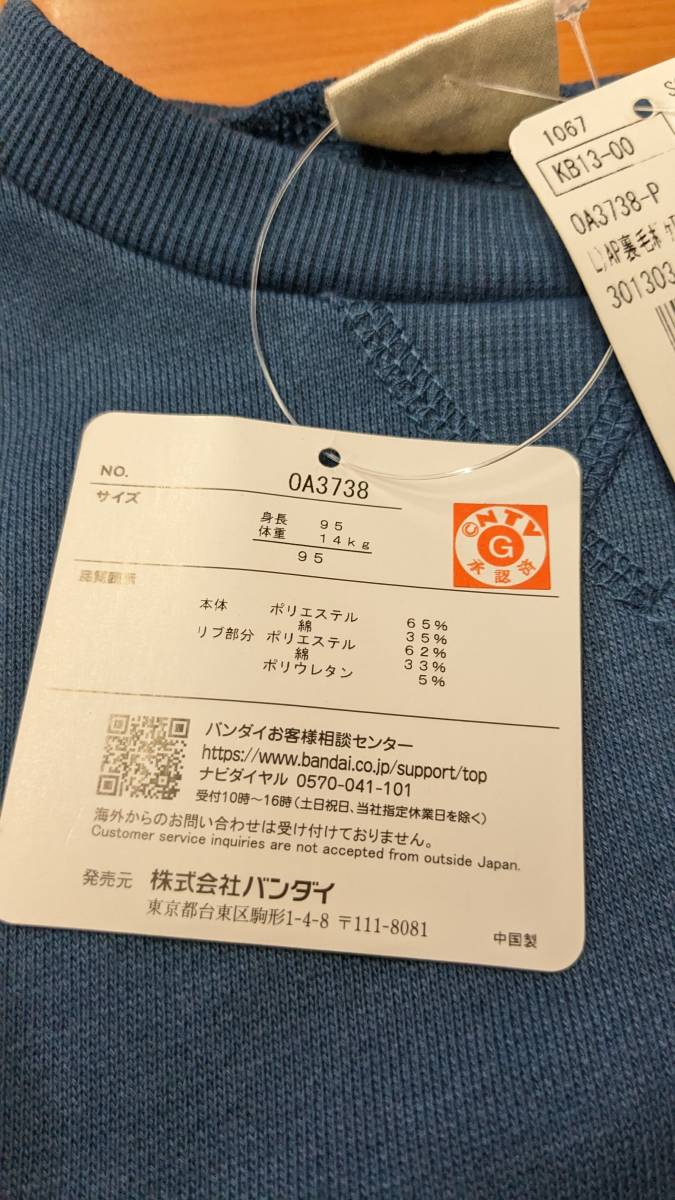 1067
KB13-00
0A3738-P
301303
NO. 0A3738
サイズ
身長 95
体重 14kg
95
品質表示
本体 ポリエステル 65%
綿 35%
リブ部分 ポリエステル 62%
綿 33%
ポリウレタン 5%
©NTV
G
承認
バンダイお客様相談センター
https://www.bandai.co.jp/support/top
ナビダイヤル 0570-041-101
受付10時～16時(土日祝日、当社指定休業日を除く)
海外からのお問い合わせは受け付けておりません。
Customer service inquiries are not accepted from outside Japan.
発売元 株式会社バンダイ
東京都台東区駒形1-4-8 〒111-8081
中国製